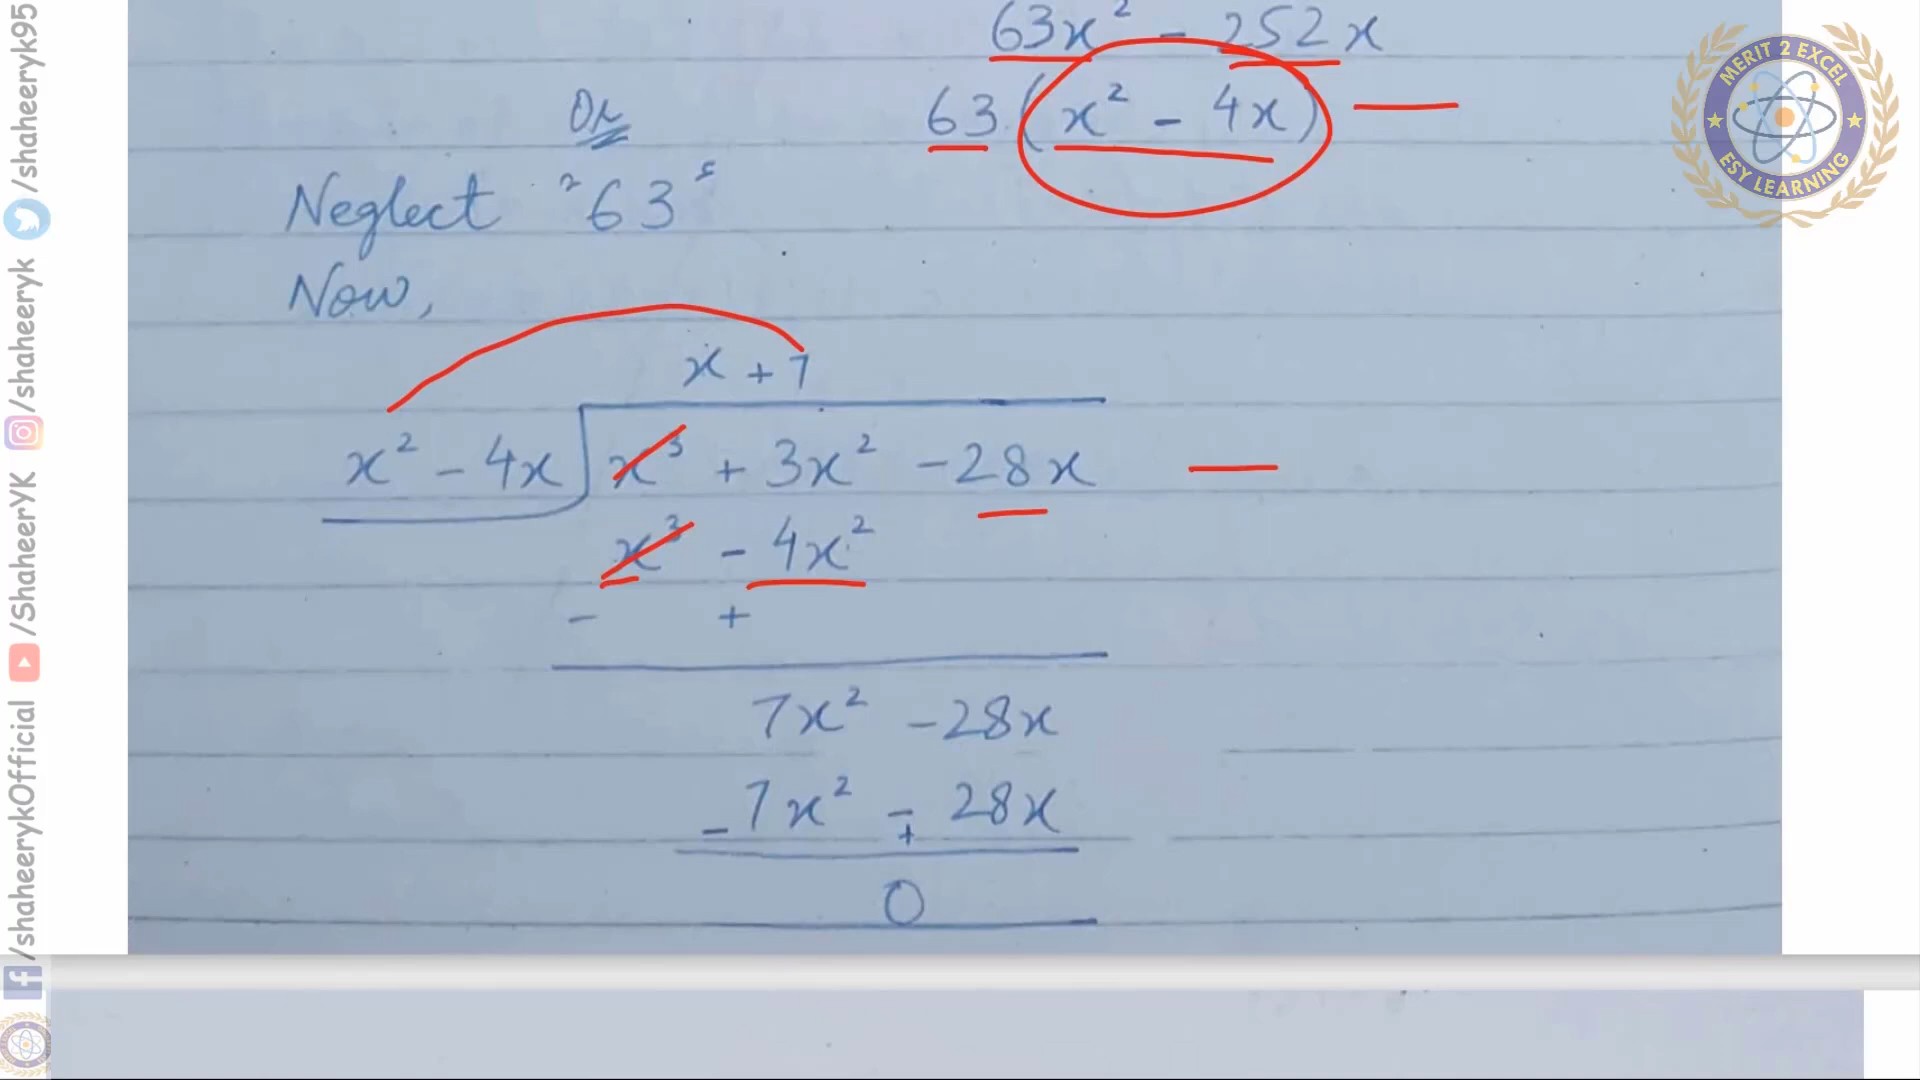 63x² - 252x
Or
63 (x² - 4x)
Neglect "63"
Now,
x + 7
x² - 4x ) x³ + 3x² - 28x
x³ - 4x²
- +
7x² - 28x
7x² - 28x
- +
0
MERIT 2 EXCEL
ESY LEARNING
/shaheerykOfficial
/ShaheerYK
/shaheeryk
/shaheeryk95